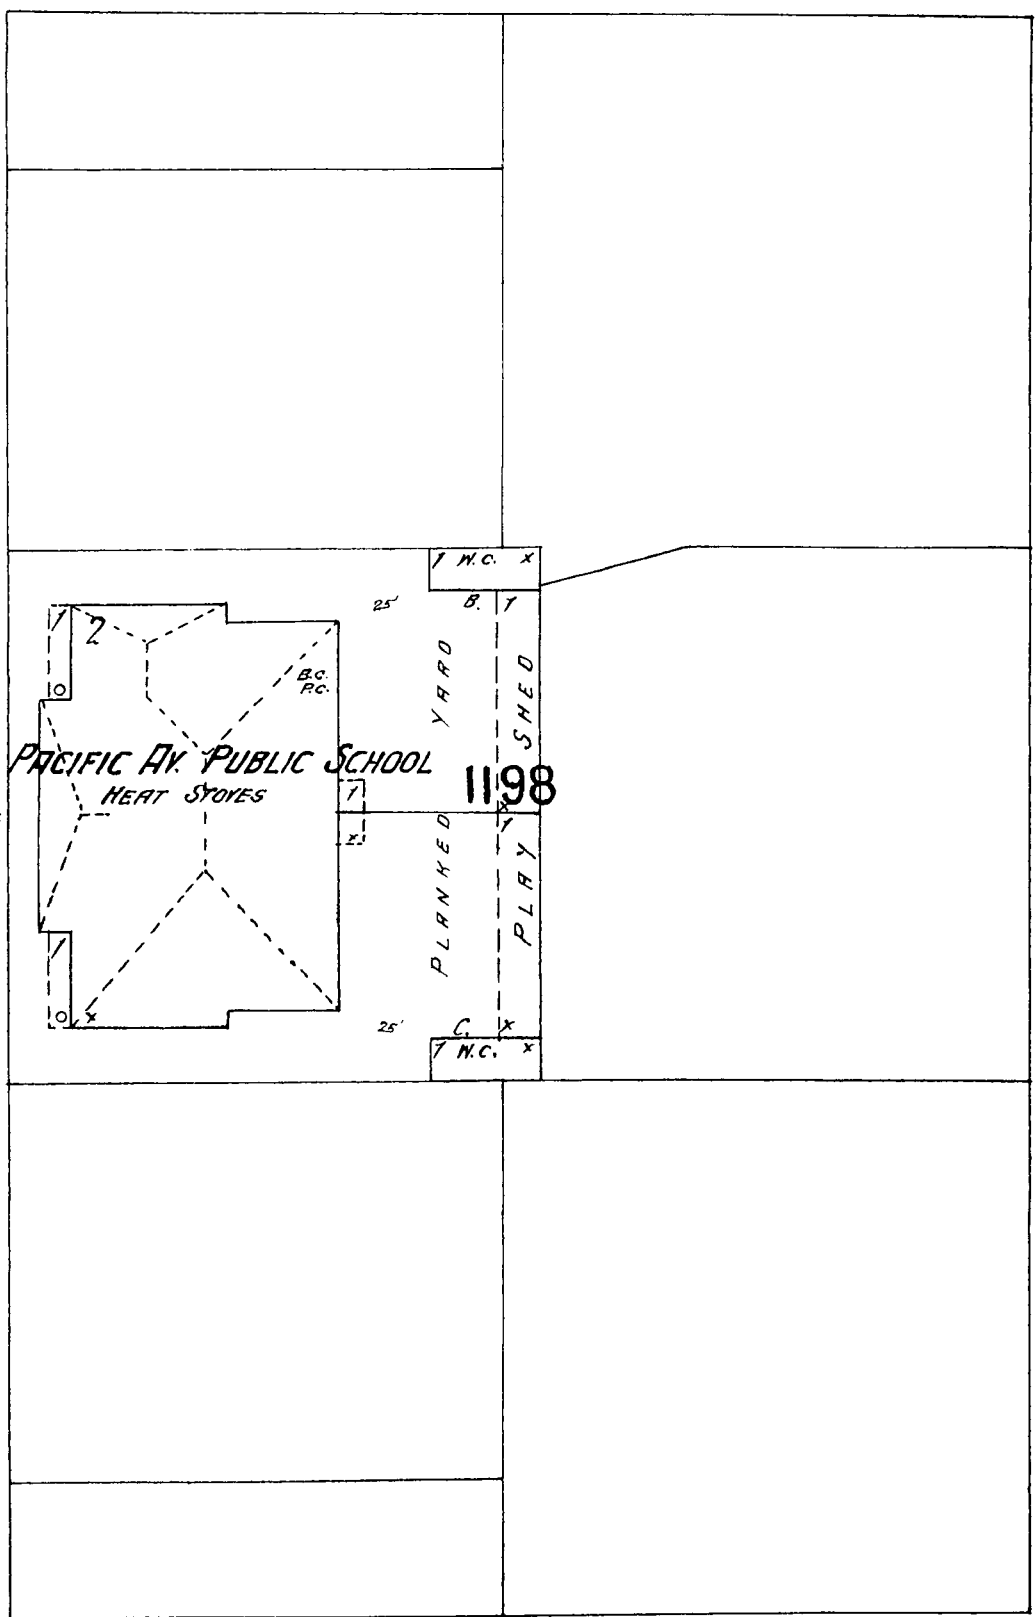 1 W.C. x
25' B. 1
1
2
B.C.
P.C.
O
PLANKED YARD
PLAY SHED
PACIFIC AV. PUBLIC SCHOOL
HEAT STOVES
1198
1
x
x
1
1
O
x
25' C. x
1 W.C. x